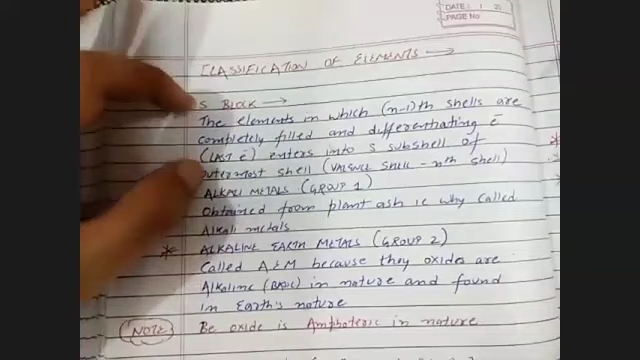 DATE: / / 20
PAGE No
CLASSIFICATION OF ELEMENTS →
S BLOCK →
The elements in which (n-1)th shells are
completely filled and differentiating e̅
(LAST e̅) enters into s subshell of
outermost shell (VALENCE SHELL - nth shell)
ALKALI METALS (GROUP 1)
Obtained from plant ash ie why called
Alkali metals
* ALKALINE EARTH METALS (GROUP 2)
Called AEM because they oxides are
Alkaline (BASIC) in nature and found
in Earth's nature
NOTE Be oxide is Amphoteric in nature